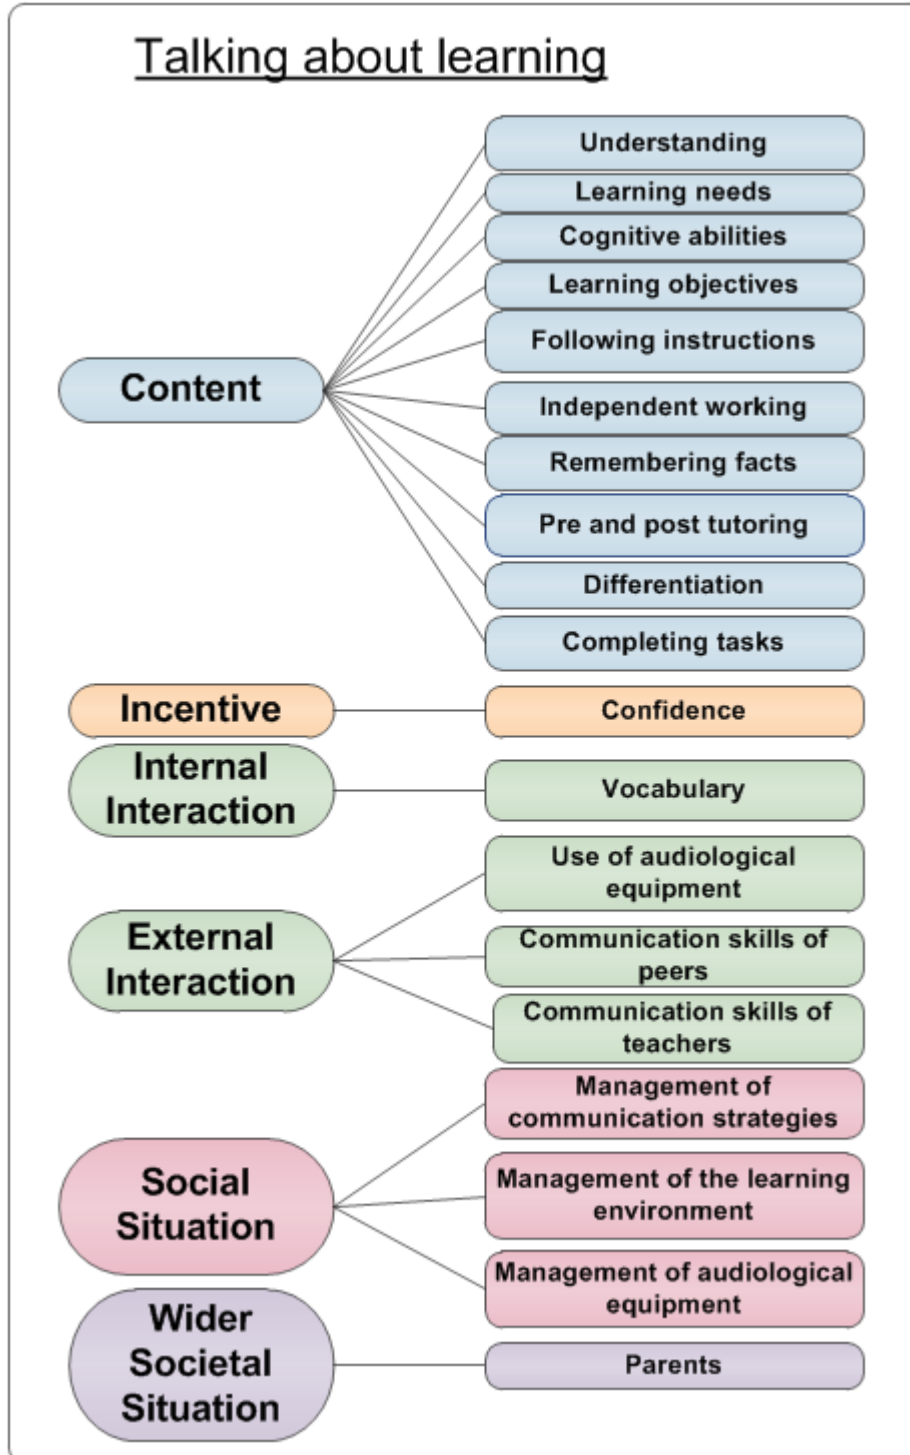 Talking about learning
Understanding
Learning needs
Cognitive abilities
Learning objectives
Following instructions
Content
Independent working
Remembering facts
Pre and post tutoring
Differentiation
Completing tasks
Incentive
Confidence
Internal
Interaction
Vocabulary
External
Interaction
Use of audiological
equipment
Communication skills of
peers
Communication skills of
teachers
Social
Situation
Management of
communication strategies
Management of the learning
environment
Management of audiological
equipment
Wider
Societal
Situation
Parents